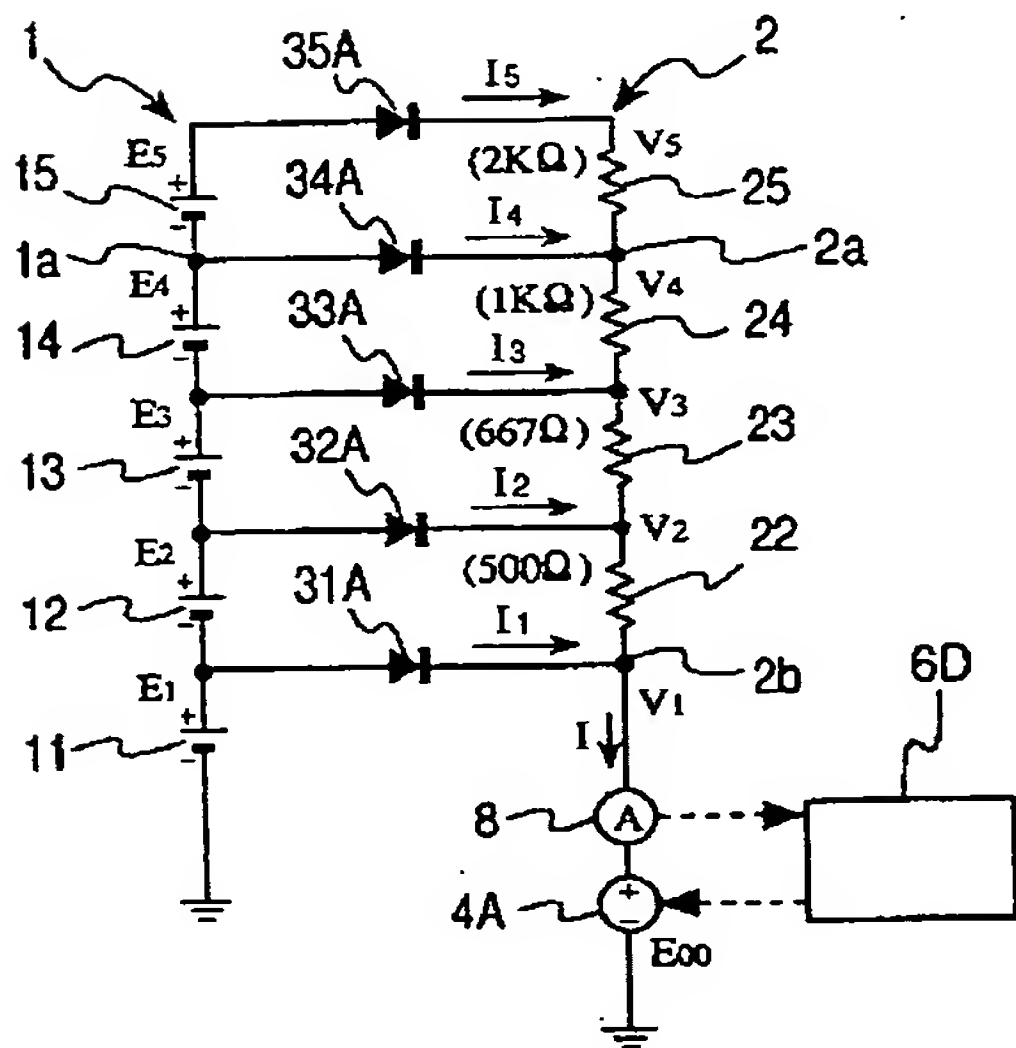 1
35A
I5
2
E5
+
-
15
V5
(2KΩ)
25
34A
I4
1a
2a
E4
+
-
14
V4
(1KΩ)
24
33A
I3
E3
+
-
13
V3
(667Ω)
23
32A
I2
E2
+
-
12
V2
(500Ω)
22
31A
I1
E1
+
-
11
2b
V1
6D
I
8
A
4A
+
-
E00